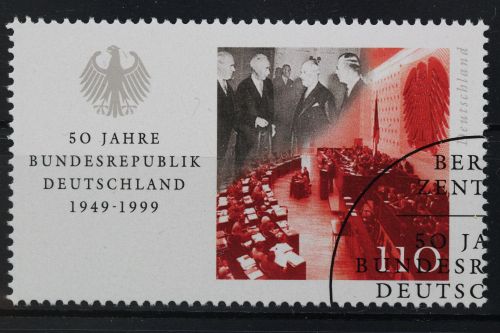 50 JAHRE
BUNDESREPUBLIK
DEUTSCHLAND
1949-1999
Deutschland
110
BER
ZENT
50 JA
BUNDESR
DEUTSC